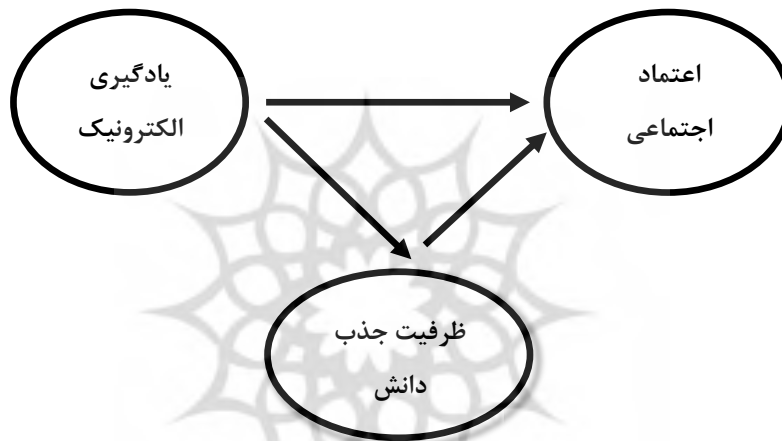 یادگیری
الکترونیک
اعتماد
اجتماعی
ظرفیت جذب
دانش